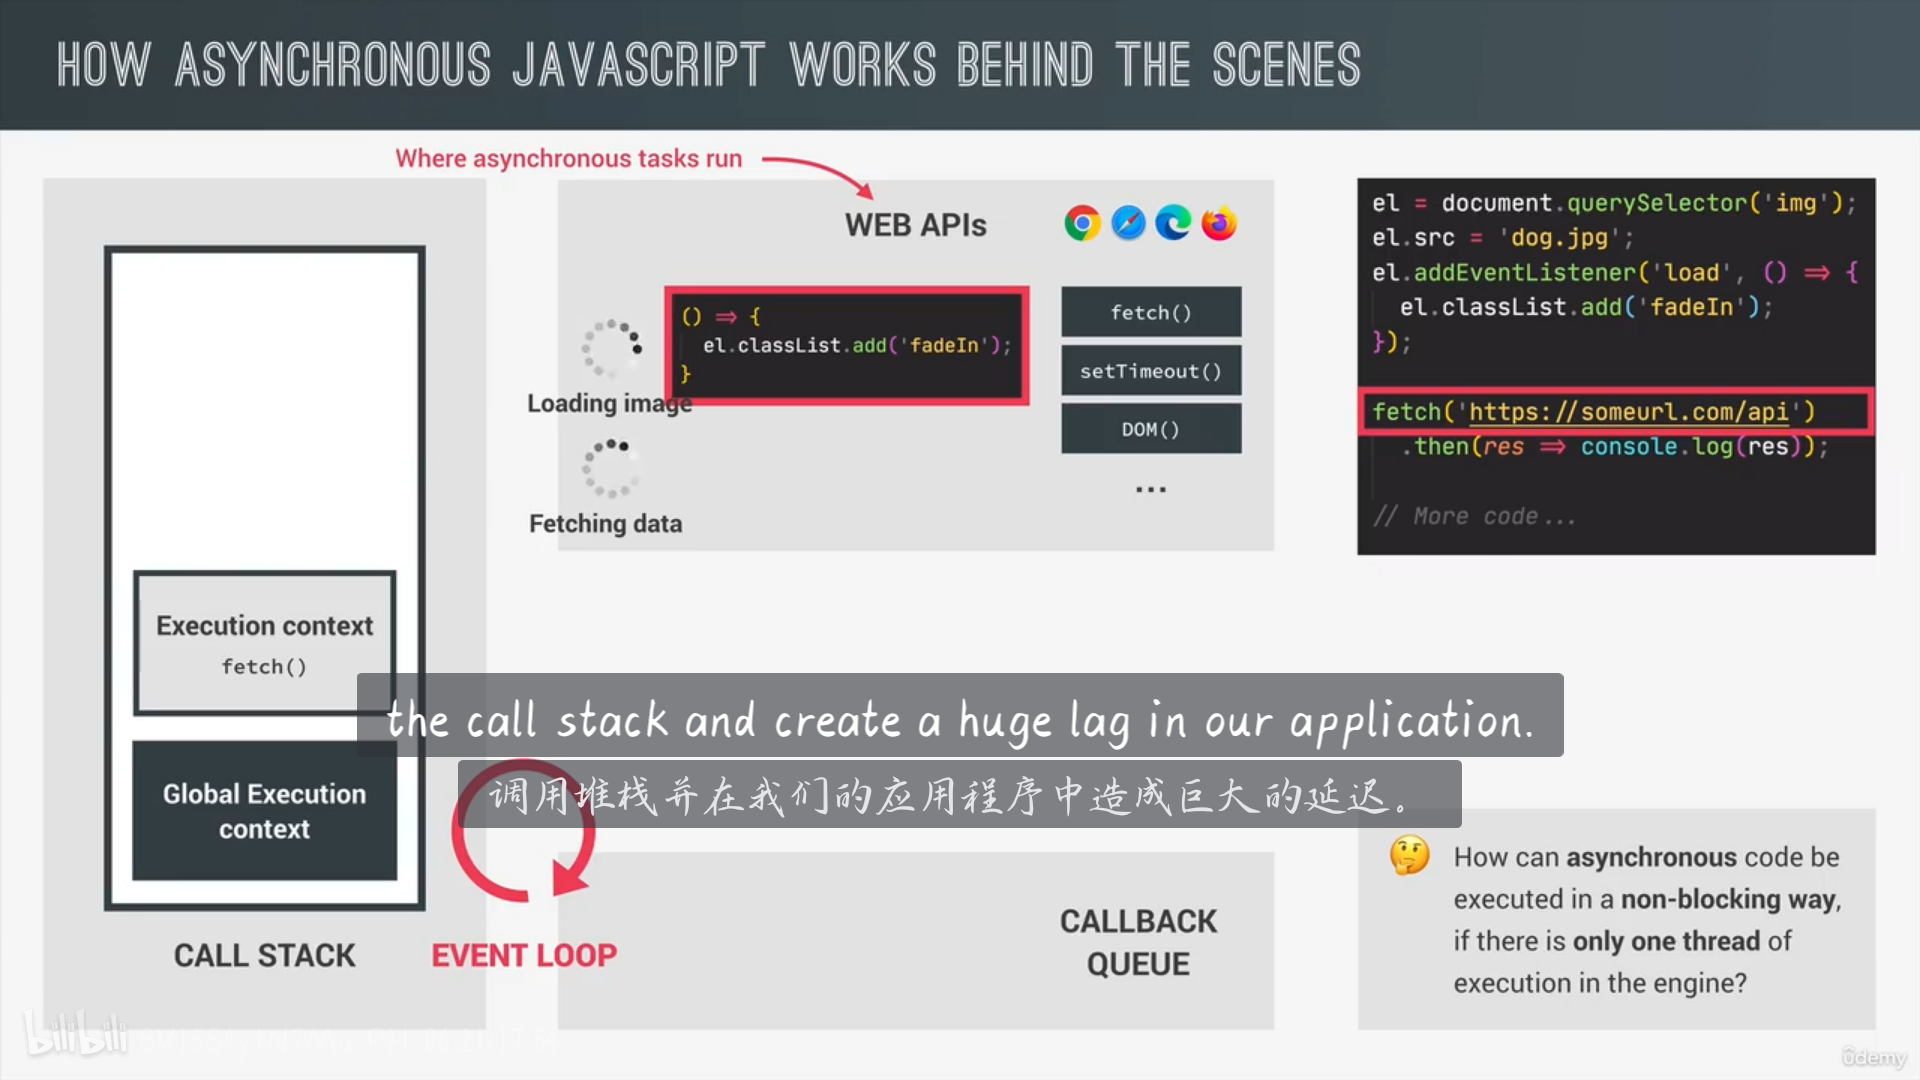 HOW ASYNCHRONOUS JAVASCRIPT WORKS BEHIND THE SCENES
Where asynchronous tasks run
WEB APIs
() => {
el.classList.add('fadeIn');
}
Loading image
Fetching data
fetch()
setTimeout()
DOM()
...
el = document.querySelector('img');
el.src = 'dog.jpg';
el.addEventListener('load', () => {
el.classList.add('fadeIn');
});
fetch('https://someurl.com/api')
.then(res => console.log(res));
// More code...
Execution context
fetch()
Global Execution
context
CALL STACK
the call stack and create a huge lag in our application.
调用堆栈并在我们的应用程序中造成巨大的延迟。
EVENT LOOP
CALLBACK
QUEUE
How can asynchronous code be
executed in a non-blocking way,
if there is only one thread of
execution in the engine?
bilibili
ûdemy